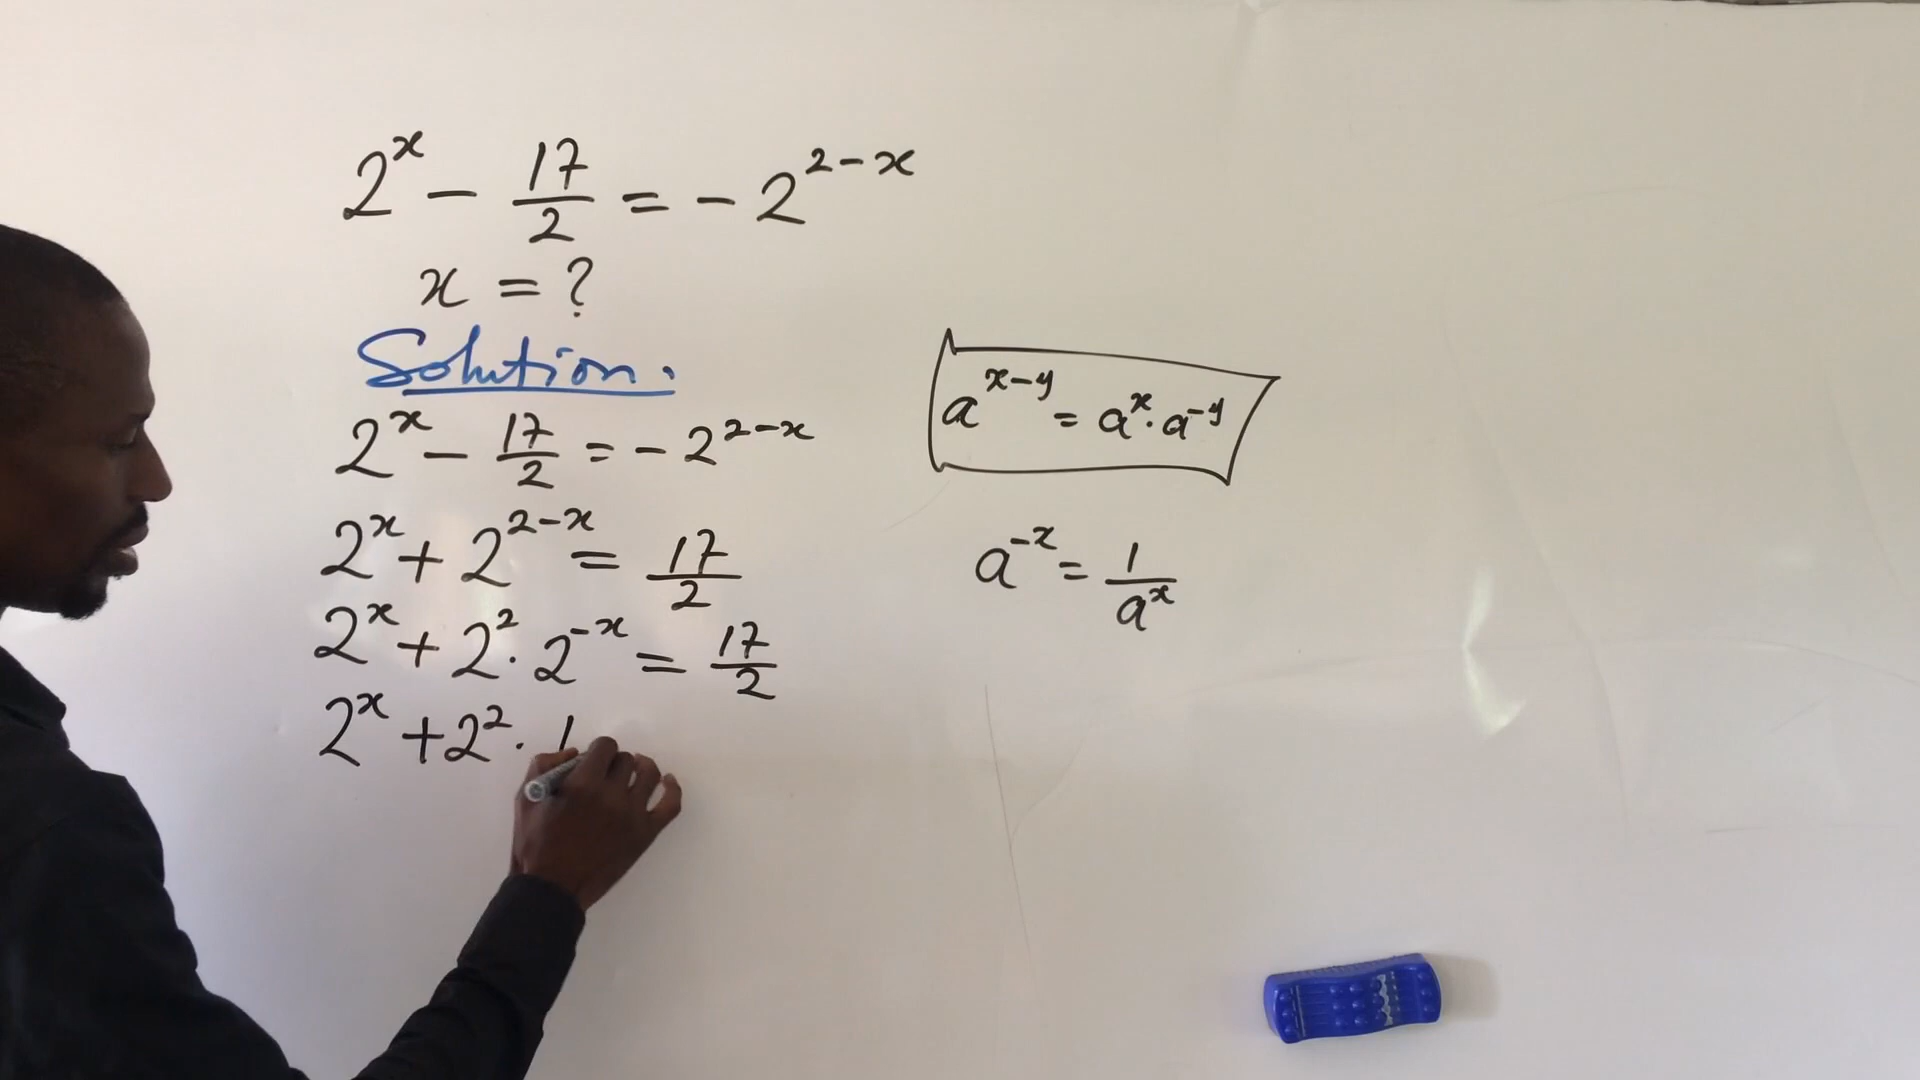 2^x - 17/2 = - 2^(2-x)
x = ?
Solution.
2^x - 17/2 = - 2^(2-x)
2^x + 2^(2-x) = 17/2
2^x + 2^2 . 2^(-x) = 17/2
2^x + 2^2 . 1
a^(x-y) = a^x . a^(-y)
a^(-x) = 1/a^x